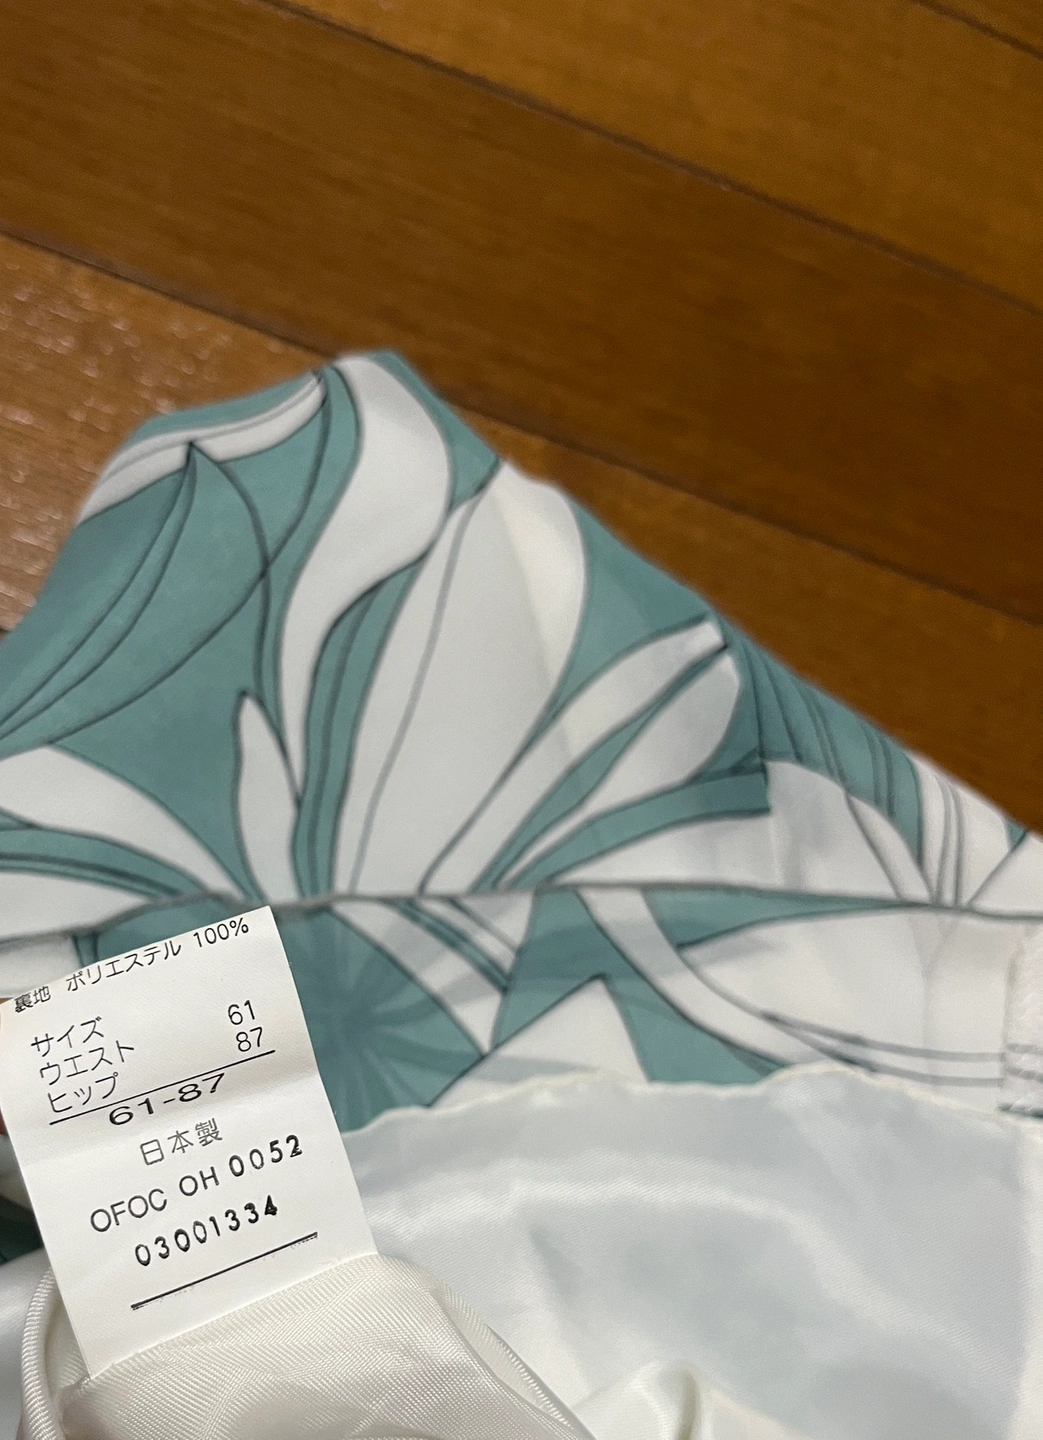 裏地 ポリエステル 100%
サイズ
ウエスト 61
ヒップ 87
61-87
日本製
OFOC OH 0052
03001334